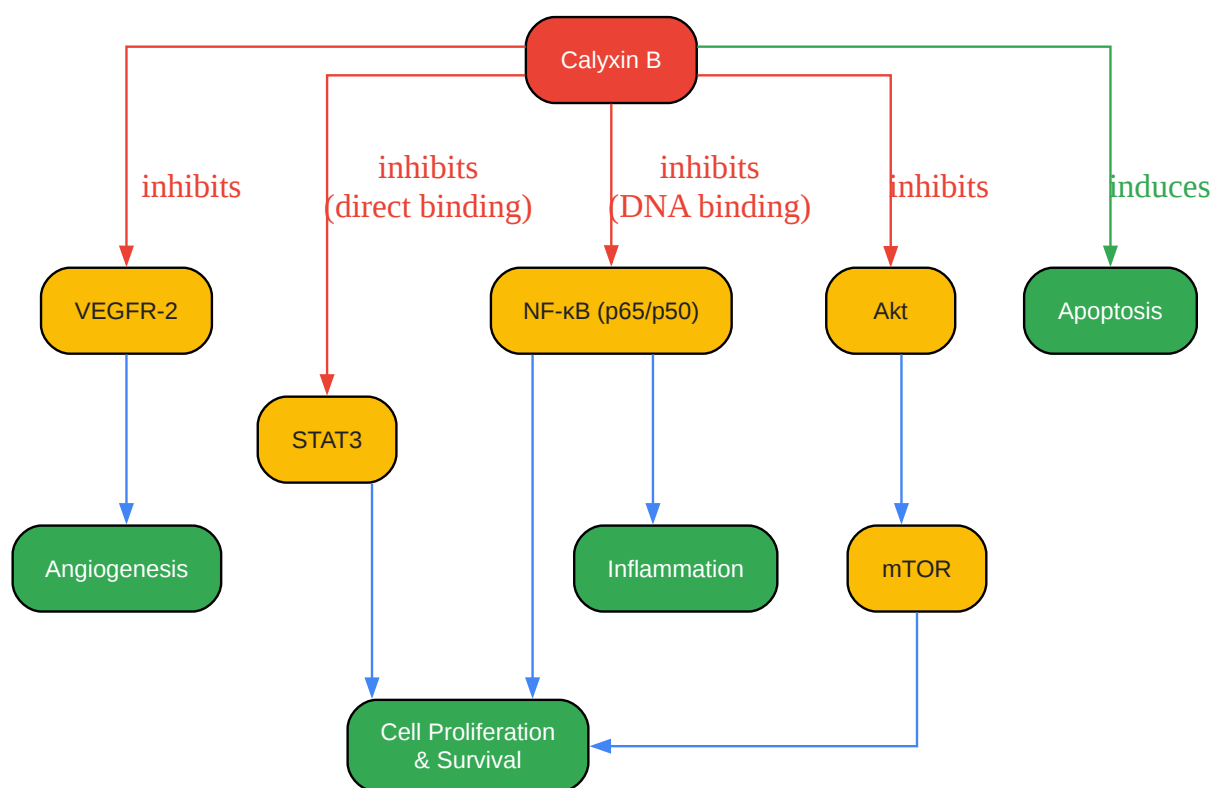 Calyxin B
inhibits
inhibits
(direct binding)
inhibits
(DNA binding)
inhibits
induces
VEGFR-2
NF-κB (p65/p50)
Akt
Apoptosis
STAT3
Angiogenesis
Inflammation
mTOR
Cell Proliferation
& Survival